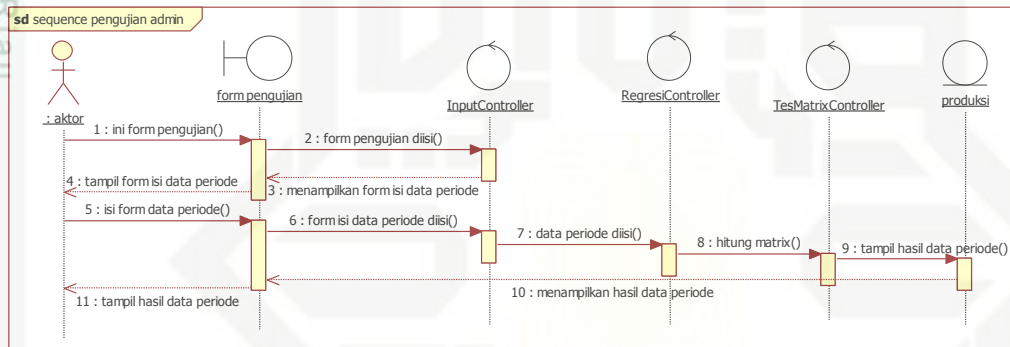 sd sequence pengujian admin
: aktor
form pengujian
InputController
RegresiController
TesMatrixController
produksi
1 : ini form pengujian()
2 : form pengujian diisi()
3 : menampilkan form isi data periode
4 : tampil form isi data periode
5 : isi form data periode()
6 : form isi data periode diisi()
7 : data periode diisi()
8 : hitung matrix()
9 : tampil hasil data periode()
10 : menampilkan hasil data periode
11 : tampil hasil data periode